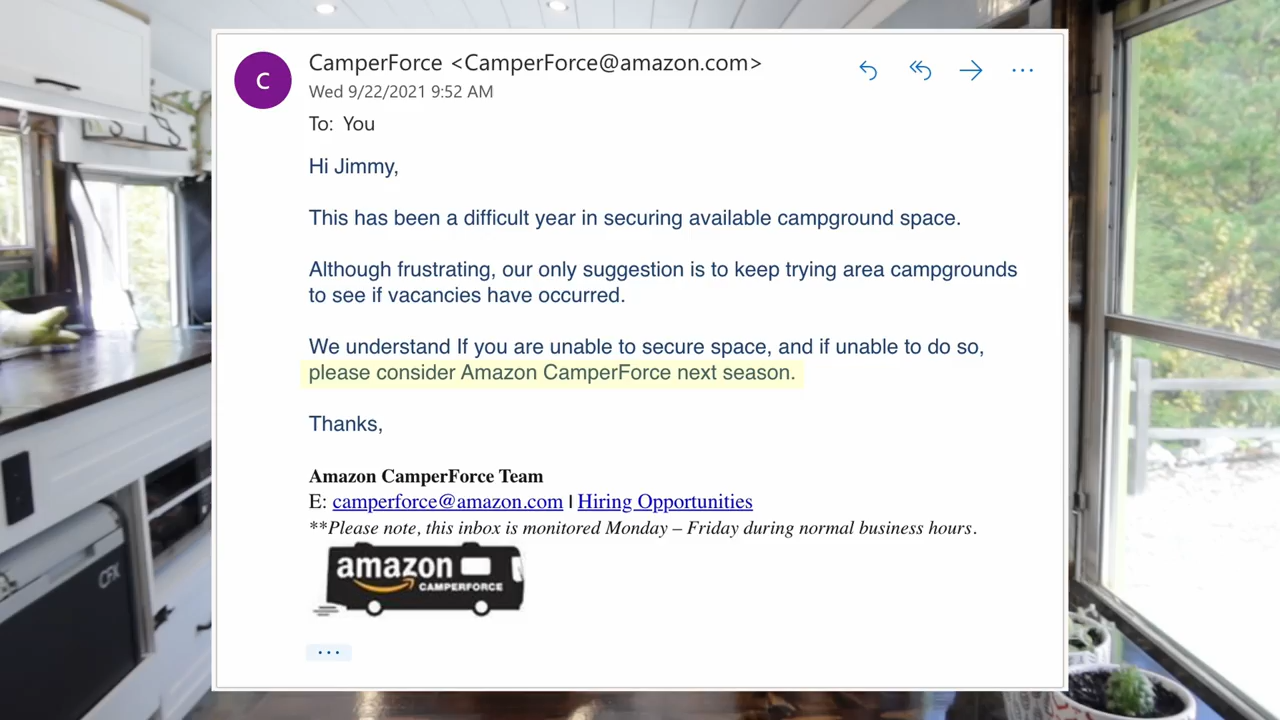 C
CamperForce <CamperForce@amazon.com>
Wed 9/22/2021 9:52 AM
To: You
Hi Jimmy,
This has been a difficult year in securing available campground space.
Although frustrating, our only suggestion is to keep trying area campgrounds
to see if vacancies have occurred.
We understand If you are unable to secure space, and if unable to do so,
please consider Amazon CamperForce next season.
Thanks,
Amazon CamperForce Team
E: camperforce@amazon.com | Hiring Opportunities
**Please note, this inbox is monitored Monday – Friday during normal business hours.
amazon
CAMPERFORCE
CFX